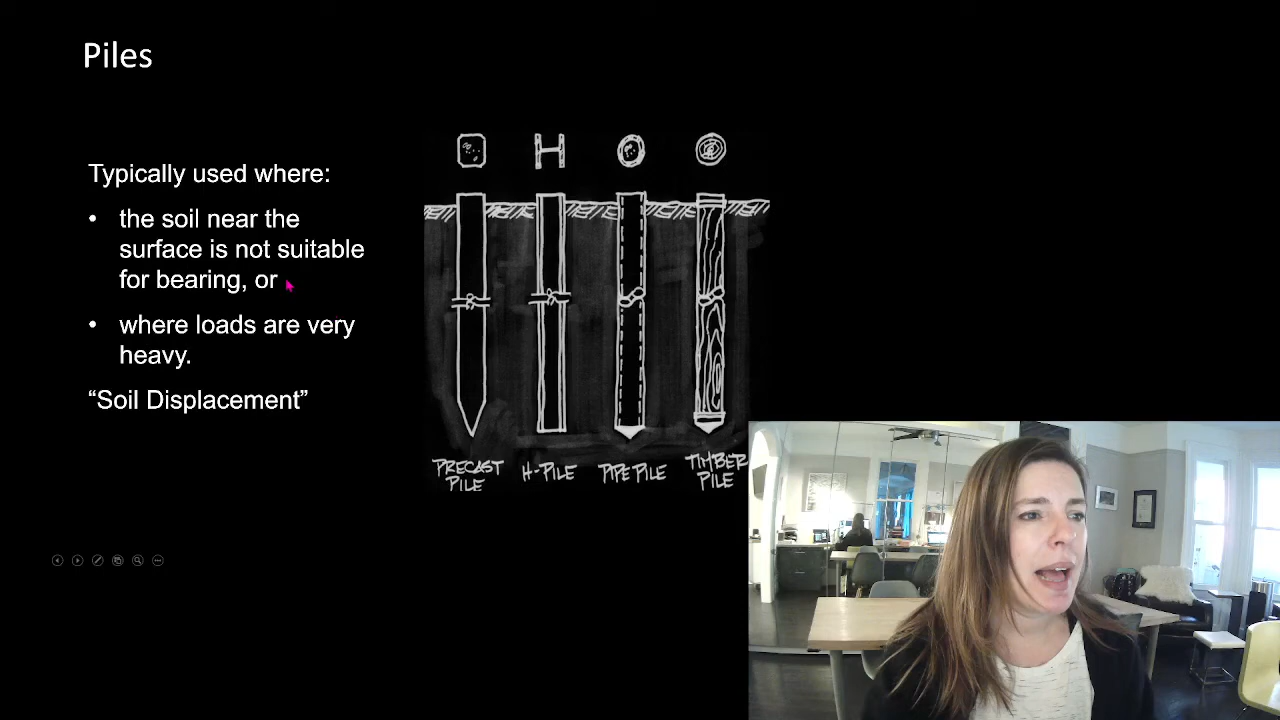 Piles
Typically used where:
• the soil near the
surface is not suitable
for bearing, or
• where loads are very
heavy.
“Soil Displacement”
PRECAST
PILE
H-PILE
PIPE PILE
TIMBER
PILE